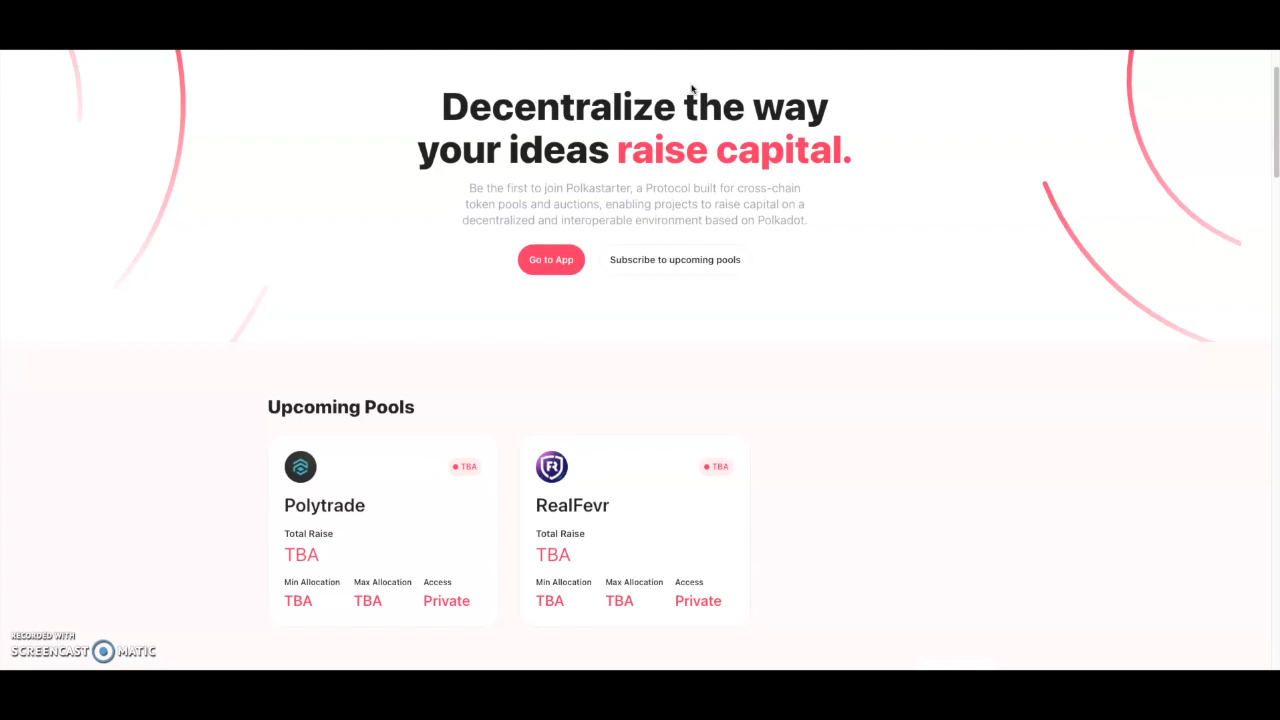 Decentralize the way
your ideas raise capital.
Be the first to join Polkastarter, a Protocol built for cross-chain
token pools and auctions, enabling projects to raise capital on a
decentralized and interoperable environment based on Polkadot.
Go to App
Subscribe to upcoming pools
Upcoming Pools
TBA
Polytrade
Total Raise
TBA
Min Allocation Max Allocation Access
TBA TBA Private
FR
TBA
RealFevr
Total Raise
TBA
Min Allocation Max Allocation Access
TBA TBA Private
RECORDED WITH
SCREENCAST MATIC